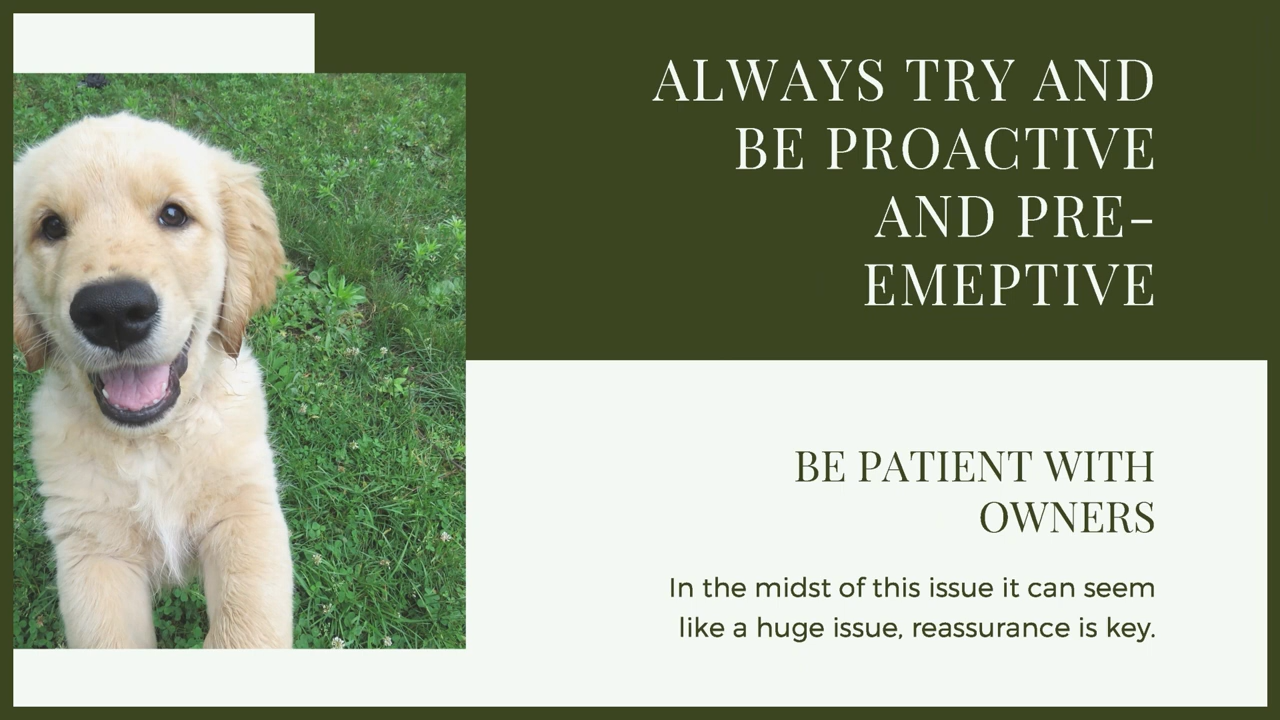 ALWAYS TRY AND
BE PROACTIVE
AND PRE-
EMEPTIVE
BE PATIENT WITH
OWNERS
In the midst of this issue it can seem
like a huge issue, reassurance is key.